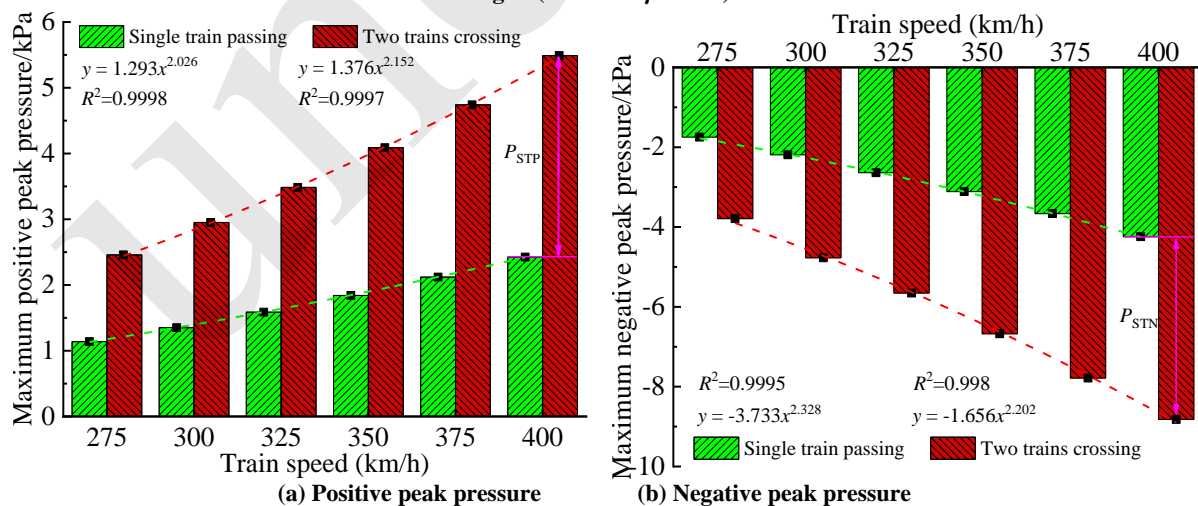 Single train passing
Two trains crossing
y = 1.293x^2.026
y = 1.376x^2.152
R²=0.9998
R²=0.9997
P_STP
Maximum positive peak pressure/kPa
6
5
4
3
2
1
0
275 300 325 350 375 400
Train speed (km/h)
(a) Positive peak pressure
Train speed (km/h)
275 300 325 350 375 400
Maximum negative peak pressure/kPa
0
-2
-4
-6
-8
-10
P_STN
R²=0.9995
R²=0.998
y = -3.733x^2.328
y = -1.656x^2.202
Single train passing
Two trains crossing
(b) Negative peak pressure